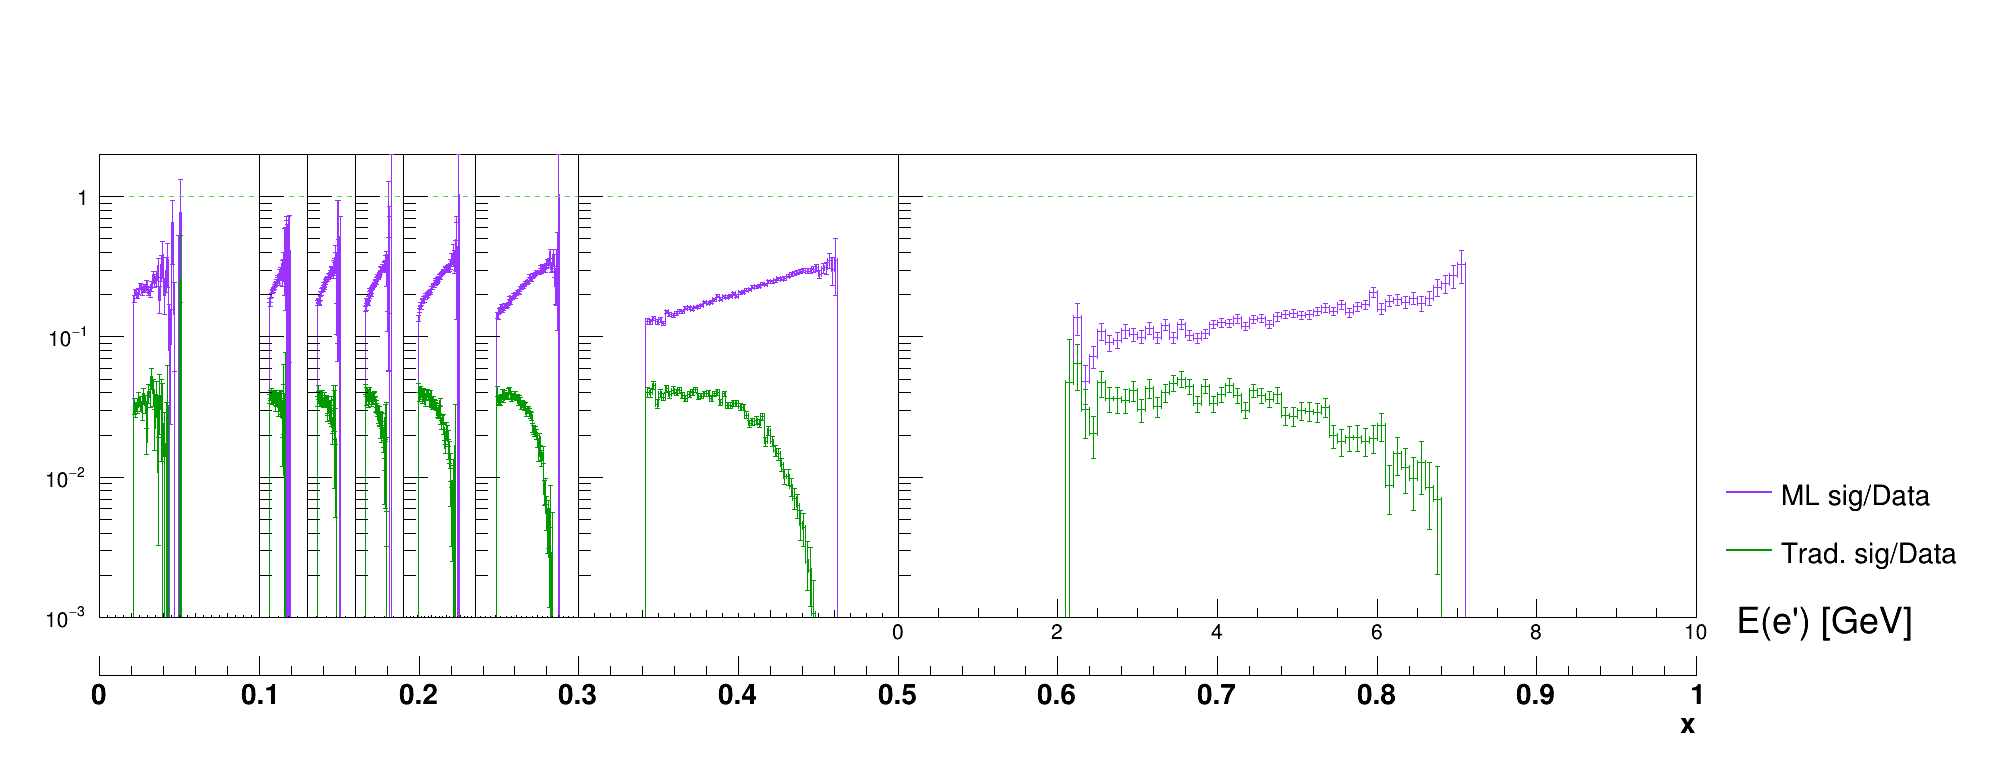 1
10⁻¹
10⁻²
10⁻³
ML sig/Data
Trad. sig/Data
0 2 4 6 8 10
E(e') [GeV]
0 0.1 0.2 0.3 0.4 0.5 0.6 0.7 0.8 0.9 1
x